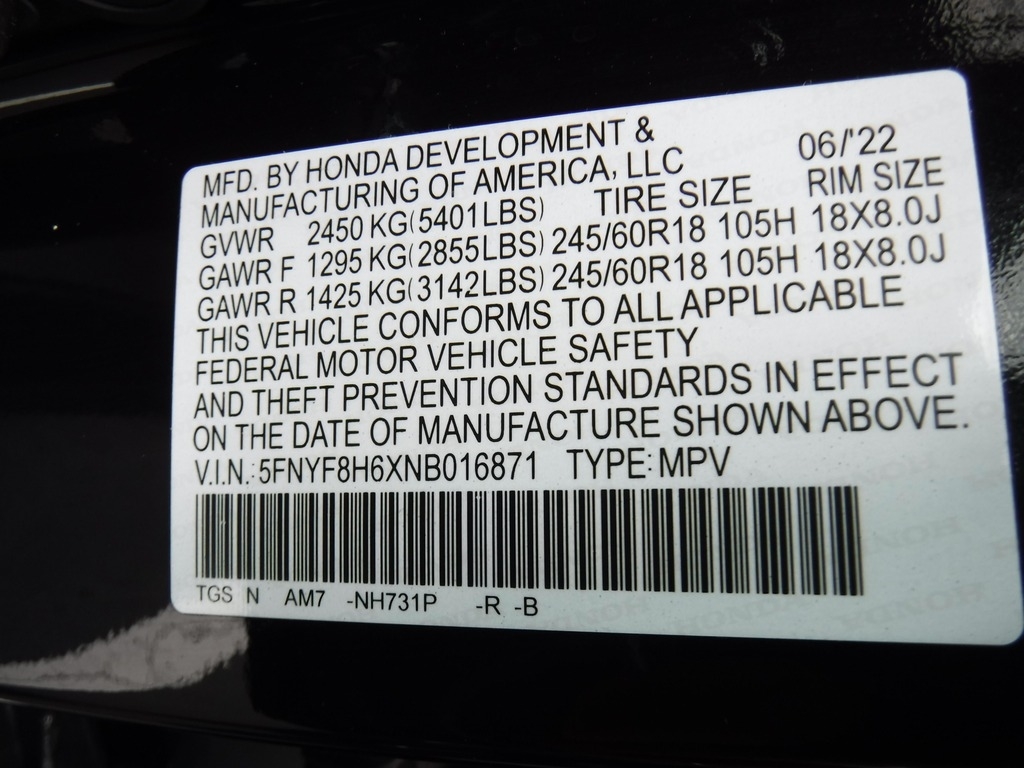 MFD. BY HONDA DEVELOPMENT &
MANUFACTURING OF AMERICA, LLC 06/'22
GVWR 2450 KG(5401LBS) TIRE SIZE RIM SIZE
GAWR F 1295 KG(2855LBS) 245/60R18 105H 18X8.0J
GAWR R 1425 KG(3142LBS) 245/60R18 105H 18X8.0J
THIS VEHICLE CONFORMS TO ALL APPLICABLE
FEDERAL MOTOR VEHICLE SAFETY
AND THEFT PREVENTION STANDARDS IN EFFECT
ON THE DATE OF MANUFACTURE SHOWN ABOVE.
V.I.N.: 5FNYF8H6XNB016871 TYPE: MPV
TGS N AM7 -NH731P -R -B